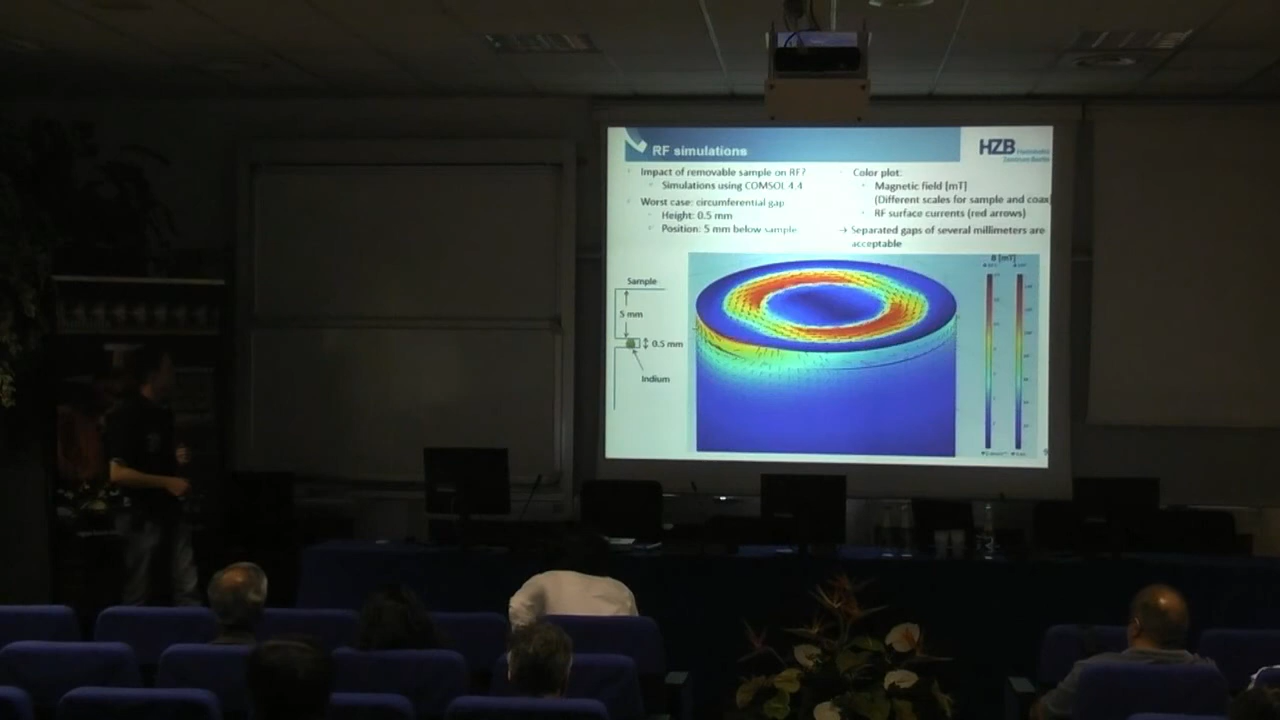 RF simulations
HZB Helmholtz
Zentrum Berlin
Impact of removable sample on RF?
Simulations using COMSOL 4.4
Worst case: circumferential gap
Height: 0.5 mm
Position: 5 mm below sample
Color plot:
Magnetic field [mT]
(Different scales for sample and coax)
RF surface currents (red arrows)
→ Separated gaps of several millimeters are
acceptable
Sample
5 mm
0.5 mm
Indium
B [mT]